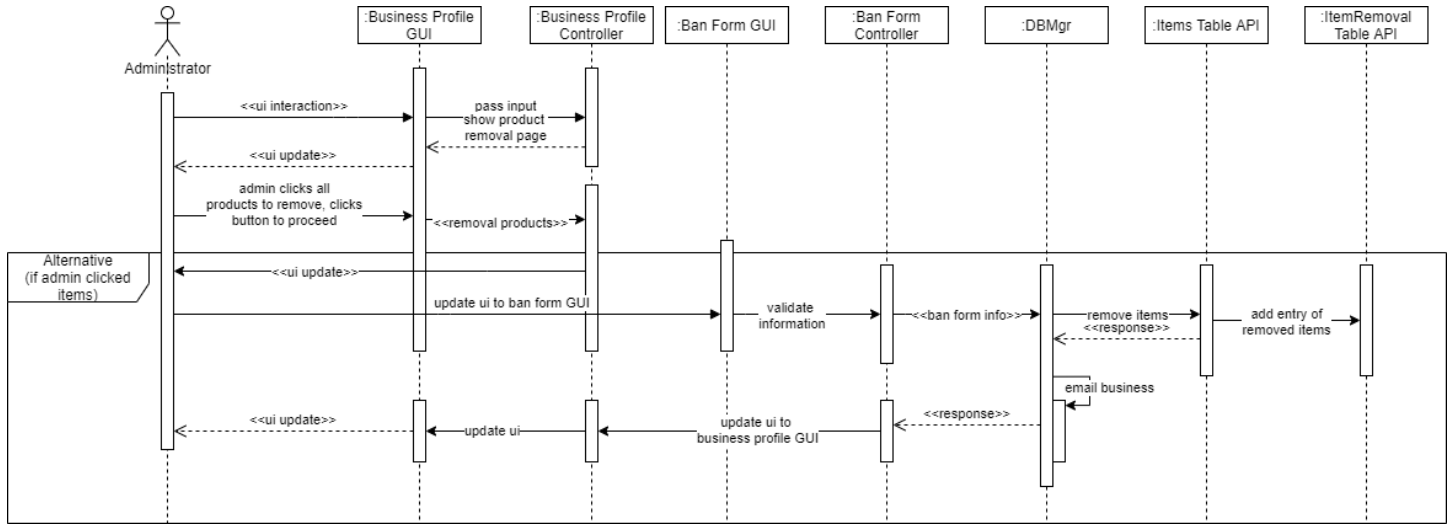 :Business Profile
GUI
:Business Profile
Controller
:Ban Form GUI
:Ban Form
Controller
:DBMgr
:Items Table API
:ItemRemoval
Table API
Administrator
<<ui interaction>>
pass input
show product
removal page
<<ui update>>
admin clicks all
products to remove, clicks
button to proceed
<<removal products>>
Alternative
(if admin clicked
items)
<<ui update>>
update ui to ban form GUI
validate
information
<<ban form info>>
remove items
<<response>>
add entry of
removed items
email business
<<ui update>>
update ui
update ui to
business profile GUI
<<response>>